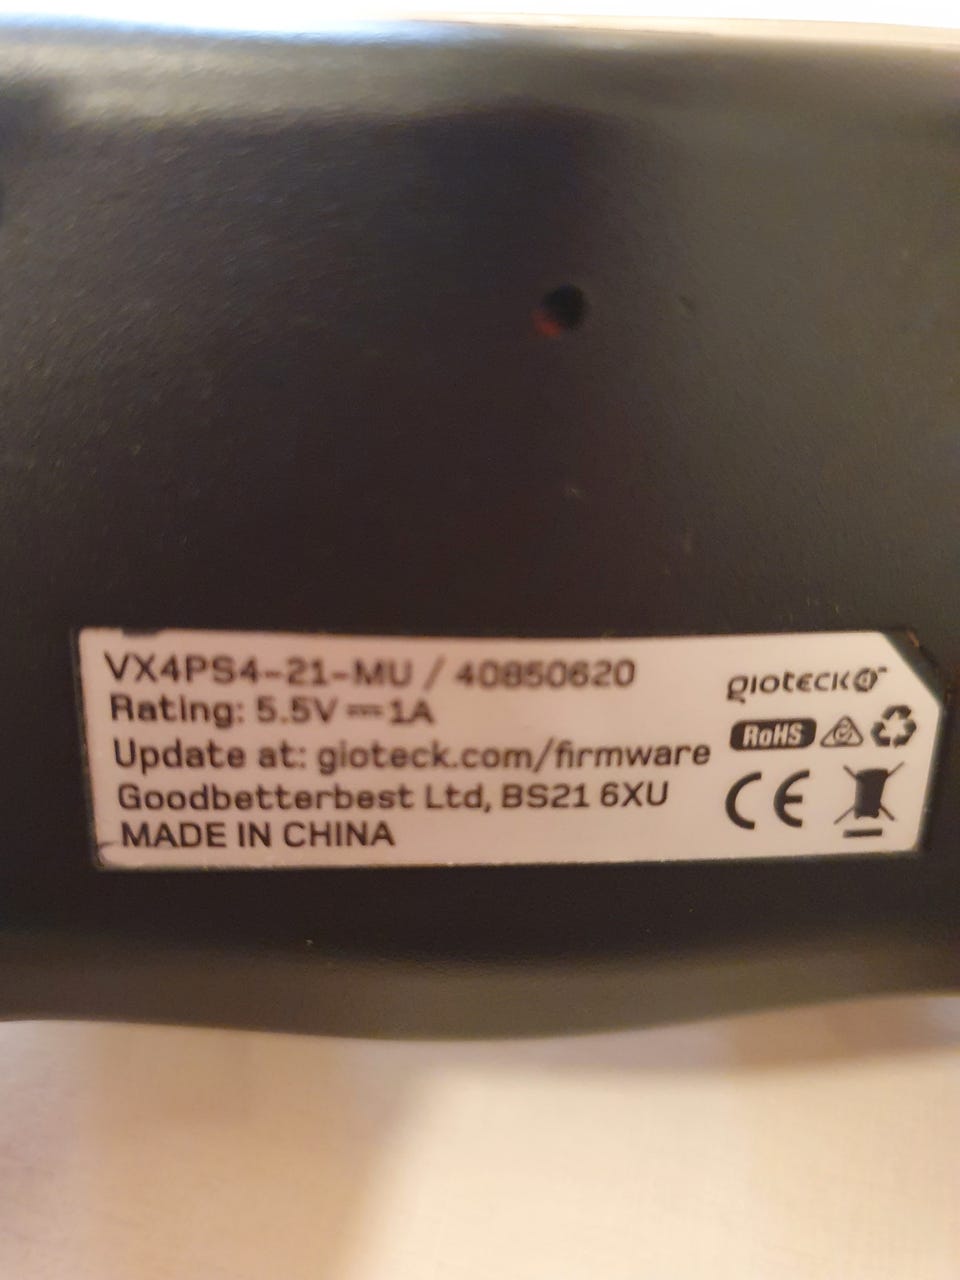 VX4PS4-21-MU / 40850620
Rating: 5.5V ⎓ 1A
Update at: gioteck.com/firmware
Goodbetterbest Ltd, BS21 6XU
MADE IN CHINA
gioteck
RoHS
CE